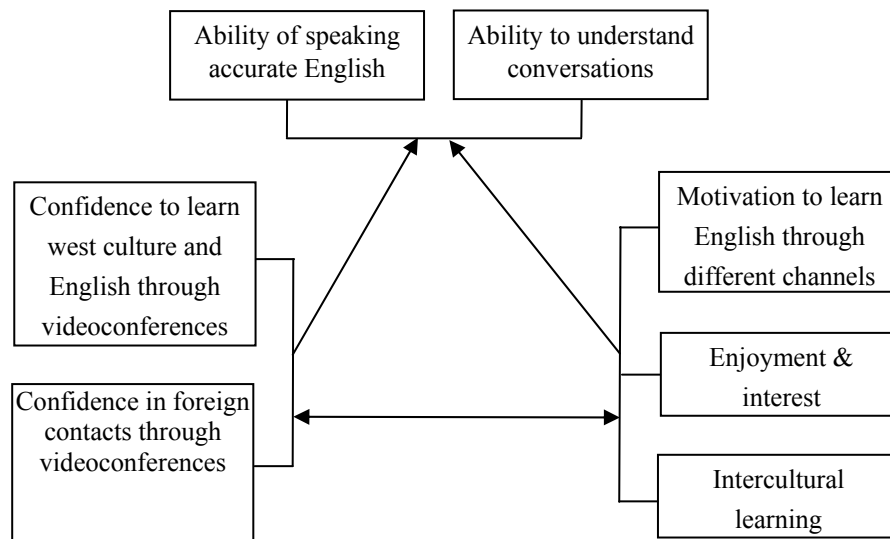 Ability of speaking
accurate English
Ability to understand
conversations
Confidence to learn
west culture and
English through
videoconferences
Motivation to learn
English through
different channels
Confidence in foreign
contacts through
videoconferences
Enjoyment &
interest
Intercultural
learning